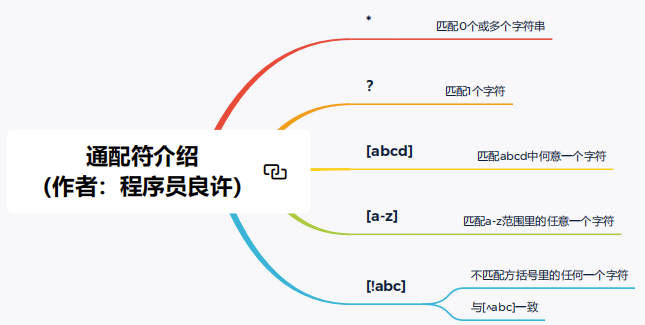 通配符介绍
(作者：程序员良许)
*
匹配0个或多个字符串
?
匹配1个字符
[abcd]
匹配abcd中何意一个字符
[a-z]
匹配a-z范围里的任意一个字符
[!abc]
不匹配方括号里的任何一个字符
与[^abc]一致